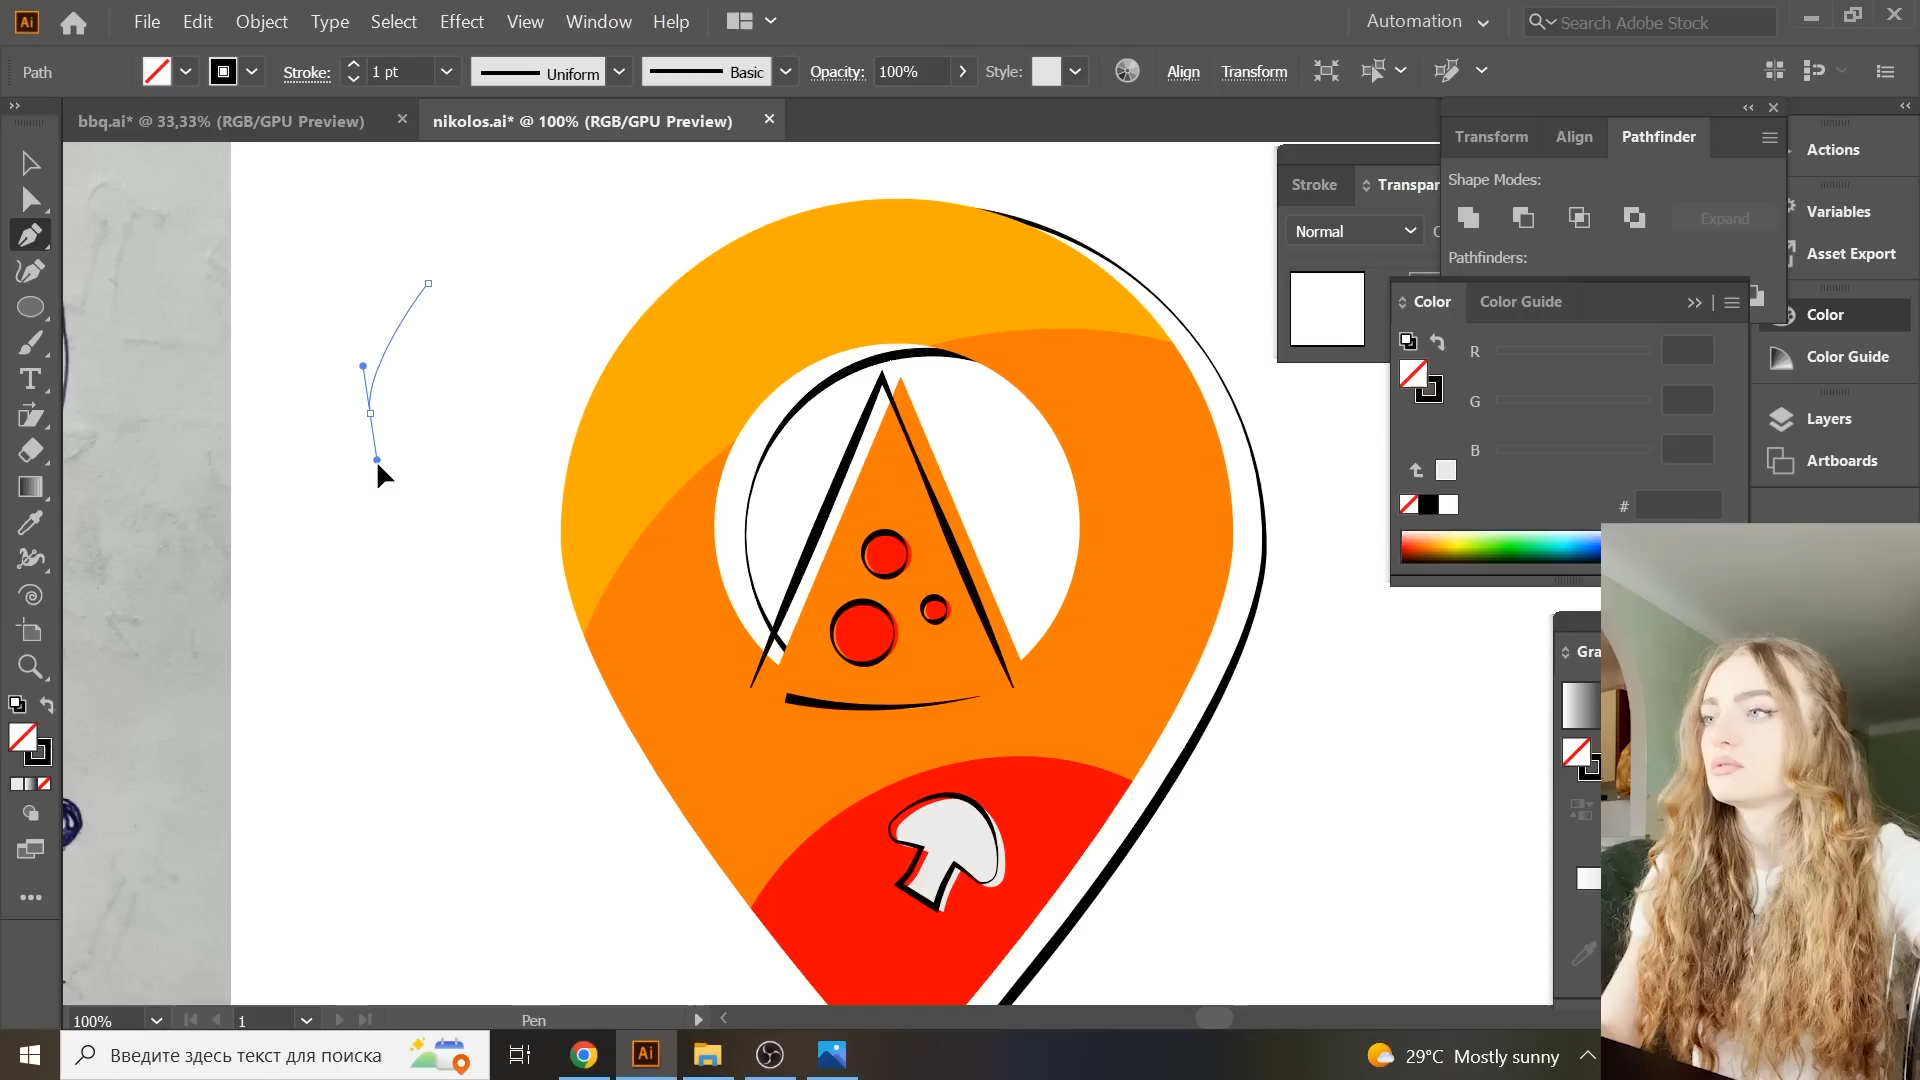 Ai File Edit Object Type Select Effect View Window Help Automation Search Adobe Stock
Path Stroke: 1 pt Uniform Basic Opacity: 100% Style: Align Transform
bbq.ai* @ 33,33% (RGB/GPU Preview) nikolos.ai* @ 100% (RGB/GPU Preview)
Transform Align Pathfinder
Shape Modes:
Expand
Pathfinders:
Stroke Transpar
Normal
Color Color Guide
R
G
B
#
Gra
Actions
Variables
Asset Export
Color
Color Guide
Layers
Artboards
100% 1 Pen
Введите здесь текст для поиска Ai 29°C Mostly sunny